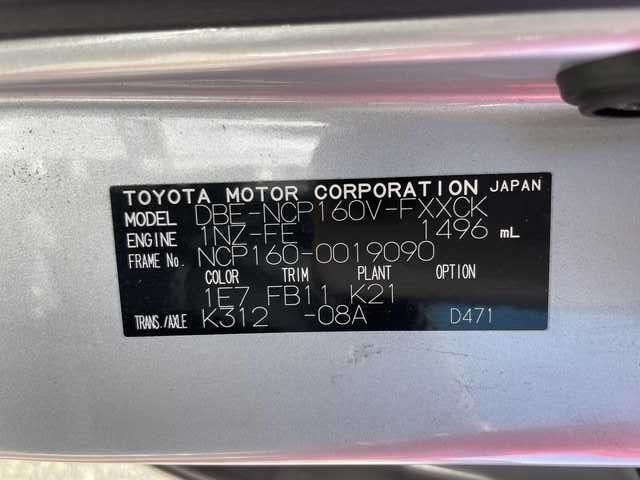 TOYOTA MOTOR CORPORATION JAPAN
MODEL DBE-NCP160V-FXXCK
ENGINE 1NZ-FE 1496 mL
FRAME No. NCP160-0019090
COLOR TRIM PLANT OPTION
1E7 FB11 K21
TRANS./AXLE K312 -08A D471